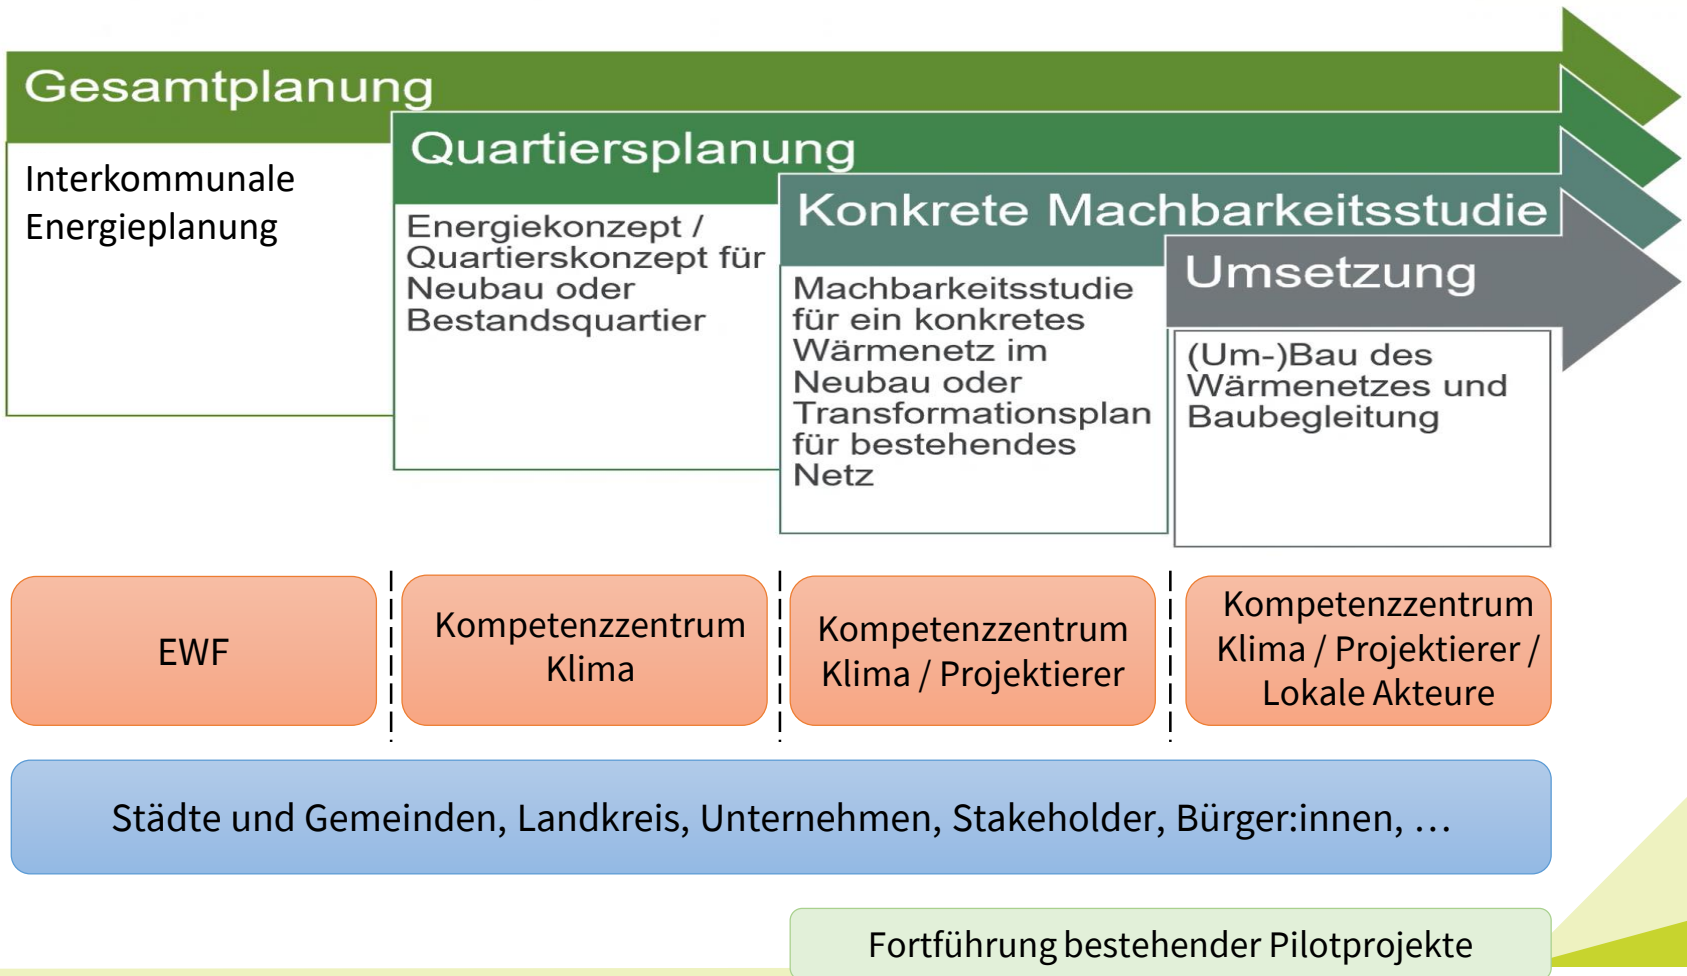 Gesamtplanung
Interkommunale
Energieplanung
Quartiersplanung
Energiekonzept /
Quartierskonzept für
Neubau oder
Bestandsquartier
Konkrete Machbarkeitsstudie
Machbarkeitsstudie
für ein konkretes
Wärmenetz im
Neubau oder
Transformationsplan
für bestehendes
Netz
Umsetzung
(Um-)Bau des
Wärmenetzes und
Baubegleitung
EWF
Kompetenzzentrum
Klima
Kompetenzzentrum
Klima / Projektierer
Kompetenzzentrum
Klima / Projektierer /
Lokale Akteure
Städte und Gemeinden, Landkreis, Unternehmen, Stakeholder, Bürger:innen, …
Fortführung bestehender Pilotprojekte